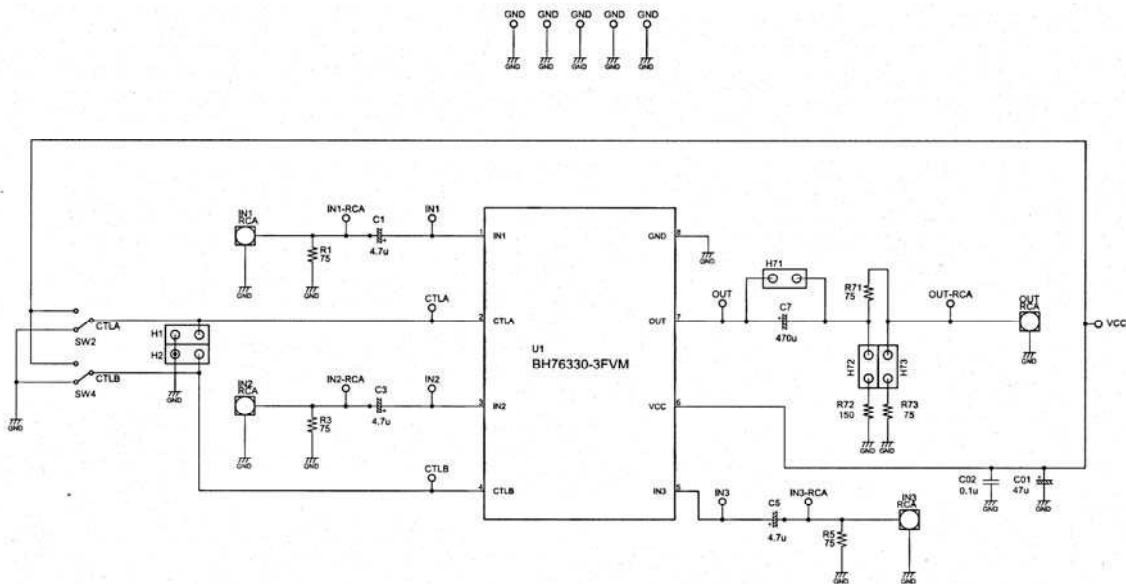 GND GND GND GND GND
GND GND GND GND GND
IN1
RCA
IN1-RCA
C1
4.7u
IN1
R1
75
GND
GND
1
IN1
GND
8
GND
H71
OUT
C7
470u
R71
75
OUT-RCA
OUT
RCA
GND
VCC
CTLA
SW2
CTLB
SW4
GND
H1
H2
GND
CTLA
2
CTLA
OUT
7
U1
BH76330-3FVM
H72
H73
R72
150
R73
75
GND
GND
IN2
RCA
IN2-RCA
C3
4.7u
IN2
R3
75
GND
GND
3
IN2
VCC
6
CTLB
4
CTLB
IN3
5
IN3
C5
4.7u
IN3-RCA
R5
75
IN3
RCA
GND
GND
C02
0.1u
C01
47u
GND
GND